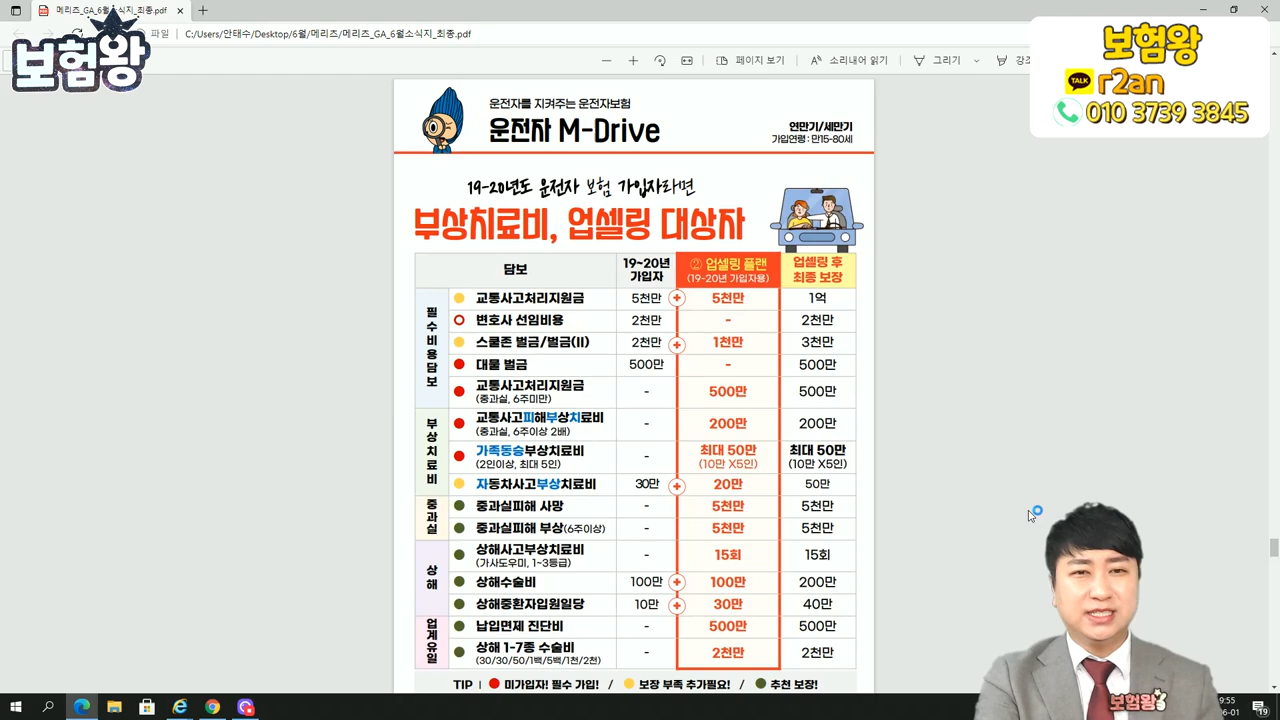 메리즈_GA_6월소식지_최종.pdf
파일
C:/Users/안태수/Desktop/6월/메리즈/메리즈_GA_6월소식지_최종.pdf
보험왕
페이지 보기
소리내어 읽기
그리기
강조
보험왕
TALK r2an
010 3739 3845
운전자를 지켜주는 운전자보험
운전자 M-Drive
연만기/세만기
가입연령 : 만15-80세
19-20년도 운전자 보험 가입자라면
부상치료비, 업셀링 대상자
담보 19~20년 가입자 ② 업셀링 플랜 (19-20년 가입자용) 업셀링 후 최종 보장
필수비용담보
교통사고처리지원금 5천만 + 5천만 1억
변호사 선임비용 2천만 - 2천만
스쿨존 벌금/벌금(II) 2천만 + 1천만 3천만
대물 벌금 500만 - 500만
교통사고처리지원금 (중과실, 6주미만) - 500만 500만
부상치료비
교통사고피해부상치료비 (중과실, 6주이상 2배) - 200만 200만
가족동승부상치료비 (2인이상, 최대 5인) - 최대 50만 (10만 X5인) 최대 50만 (10만 X5인)
자동차사고부상치료비 30만 + 20만 50만
중과실
중과실피해 사망 - 5천만 5천만
중과실피해 부상(6주이상) - 5천만 5천만
상해
상해사고부상치료비 (가사도우미, 1~3등급) - 15회 15회
상해수술비 100만 + 100만 200만
상해중환자입원일당 10만 + 30만 40만
업계유일
납입면제 진단비 - 500만 500만
상해 1-7종 수술비 (30/30/50/1백/5백/1천/2천) - 2천만 2천만
TIP | 미가입자! 필수 가입! / 보장 부족 추가필요! / 추천 보장!
보험왕
9:55
6-01
19